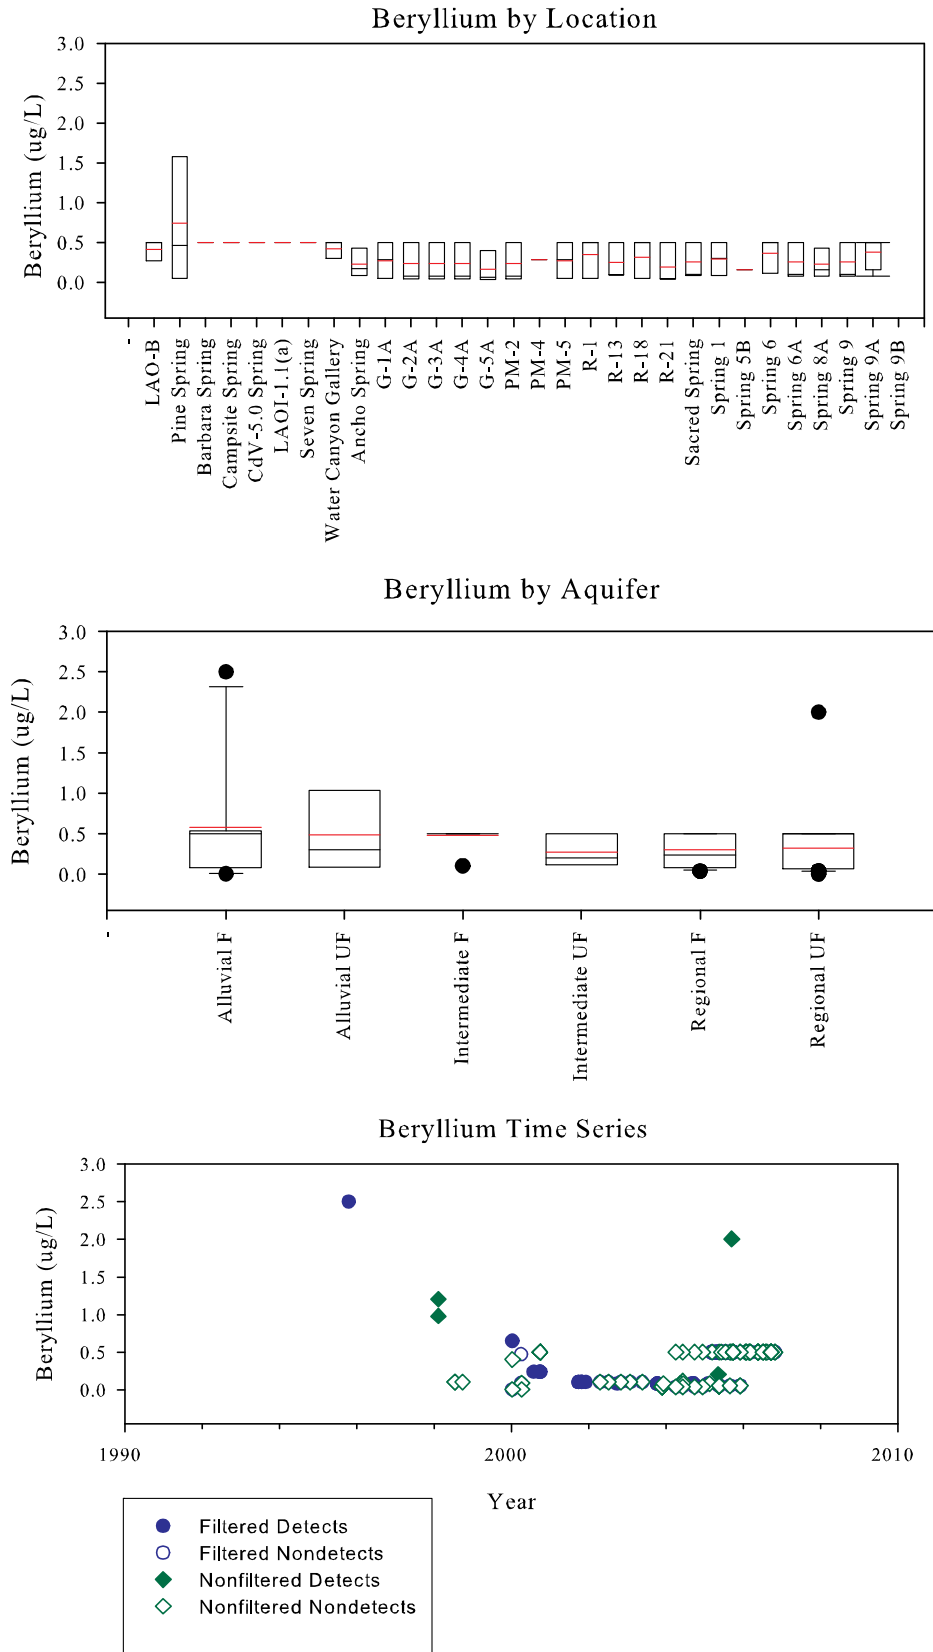 Beryllium by Location
Beryllium (ug/L)
3.0
2.5
2.0
1.5
1.0
0.5
0.0
-
LAO-B
Pine Spring
Barbara Spring
Campsite Spring
CdV-5.0 Spring
LAOI-1.1(a)
Seven Spring
Water Canyon Gallery
Ancho Spring
G-1A
G-2A
G-3A
G-4A
G-5A
PM-2
PM-4
PM-5
R-1
R-13
R-18
R-21
Sacred Spring
Spring 1
Spring 5B
Spring 6
Spring 6A
Spring 8A
Spring 9
Spring 9A
Spring 9B
Beryllium by Aquifer
Beryllium (ug/L)
3.0
2.5
2.0
1.5
1.0
0.5
0.0
-
Alluvial F
Alluvial UF
Intermediate F
Intermediate UF
Regional F
Regional UF
Beryllium Time Series
Beryllium (ug/L)
3.0
2.5
2.0
1.5
1.0
0.5
0.0
1990
2000
2010
Year
Filtered Detects
Filtered Nondetects
Nonfiltered Detects
Nonfiltered Nondetects